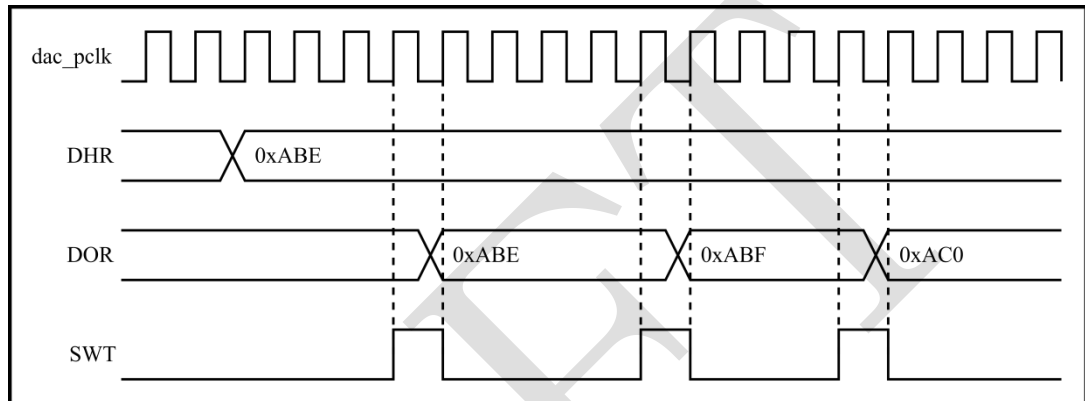 dac_pclk
DHR
0xABE
DOR
0xABE
0xABF
0xAC0
SWT